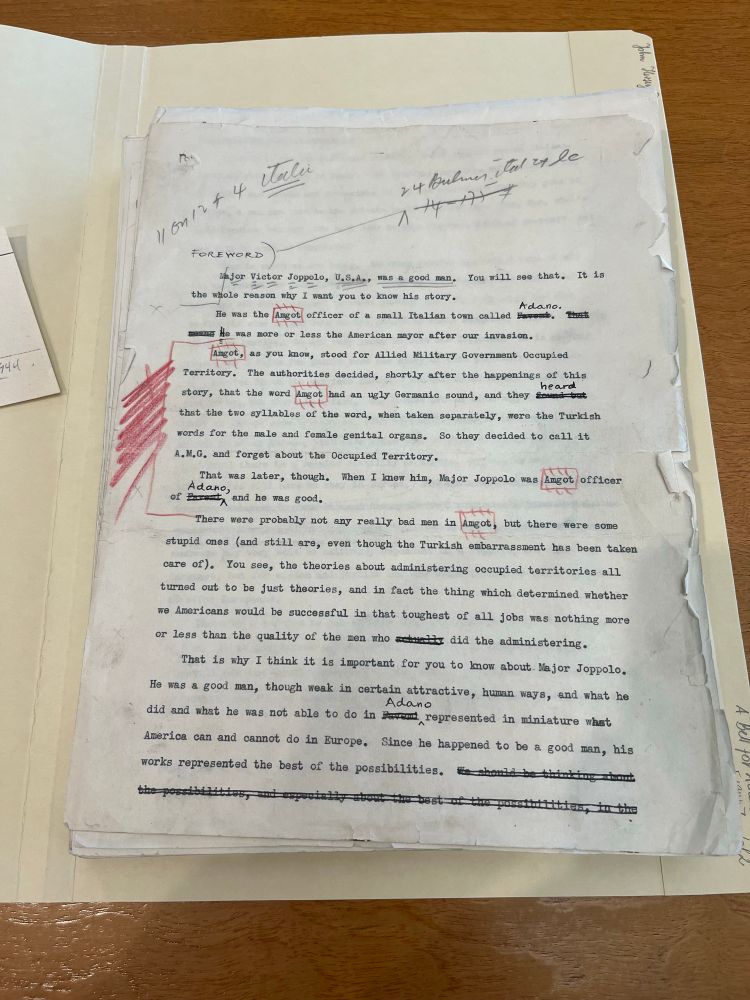 John Hersey
11 on 12 x 4 Itali
24 Bulmer ital
FOREWORD
Major Victor Joppolo, U.S.A., was a good man. You will see that. It is
the whole reason why I want you to know his story.
Adano.
He was the Amgot officer of a small Italian town called Pavent. That
means he was more or less the American mayor after our invasion.
Amgot, as you know, stood for Allied Military Government Occupied
Territory. The authorities decided, shortly after the happenings of this
heard
story, that the word Amgot had an ugly Germanic sound, and they found out
that the two syllables of the word, when taken separately, were the Turkish
words for the male and female genital organs. So they decided to call it
A.M.G. and forget about the Occupied Territory.
That was later, though. When I knew him, Major Joppolo was Amgot officer
Adano,
of and he was good.
There were probably not any really bad men in Amgot, but there were some
stupid ones (and still are, even though the Turkish embarrassment has been taken
care of). You see, the theories about administering occupied territories all
turned out to be just theories, and in fact the thing which determined whether
we Americans would be successful in that toughest of all jobs was nothing more
or less than the quality of the men who actually did the administering.
That is why I think it is important for you to know about Major Joppolo.
He was a good man, though weak in certain attractive, human ways, and what he
Adano
did and what he was not able to do in represented in miniature what
America can and cannot do in Europe. Since he happened to be a good man, his
works represented the best of the possibilities. We should be thinking about
the possibilities, and especially about the best of the possibilities, in the
A Bell for